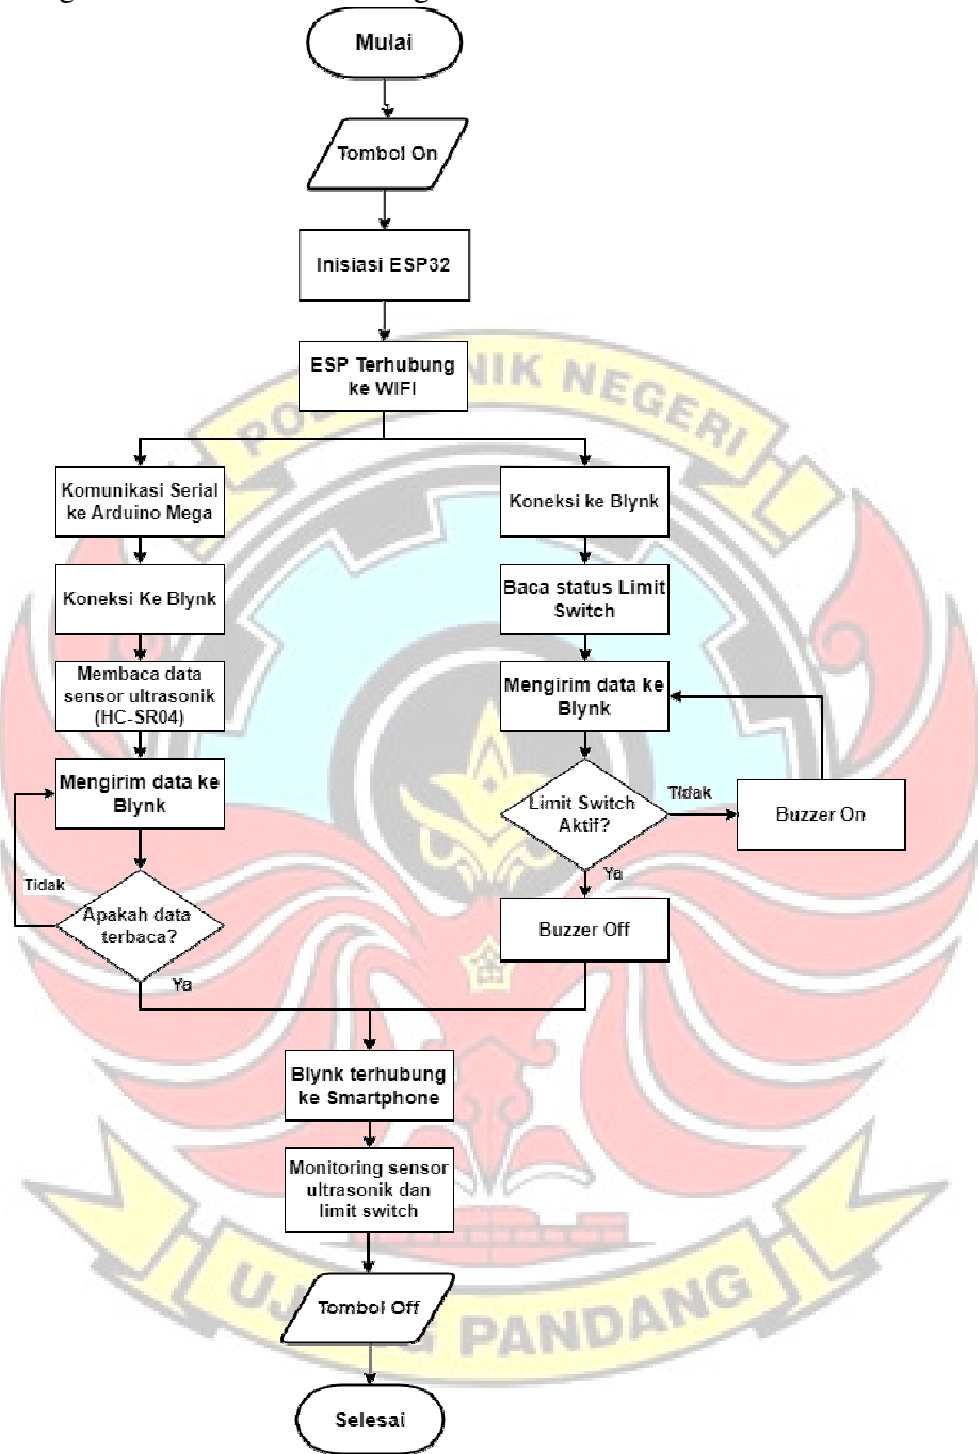 Mulai
Tombol On
Inisiasi ESP32
ESP Terhubung
ke WIFI
Komunikasi Serial
ke Arduino Mega
Koneksi Ke Blynk
Membaca data
sensor ultrasonik
(HC-SR04)
Mengirim data ke
Blynk
Tidak
Apakah data
terbaca?
Ya
Koneksi ke Blynk
Baca status Limit
Switch
Mengirim data ke
Blynk
Limit Switch
Aktif?
Tidak
Buzzer On
Ya
Buzzer Off
Blynk terhubung
ke Smartphone
Monitoring sensor
ultrasonik dan
limit switch
Tombol Off
Selesai
NIK NEGERI
PANDANG